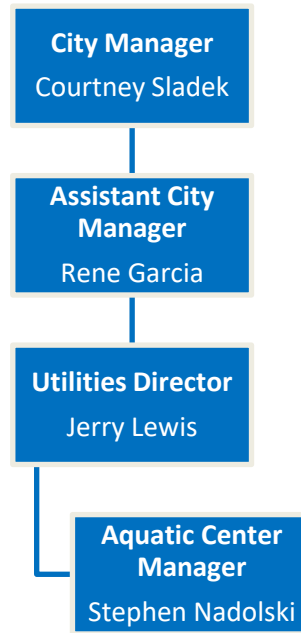 City Manager
Courtney Sladek
Assistant City
Manager
Rene Garcia
Utilities Director
Jerry Lewis
Aquatic Center
Manager
Stephen Nadolski